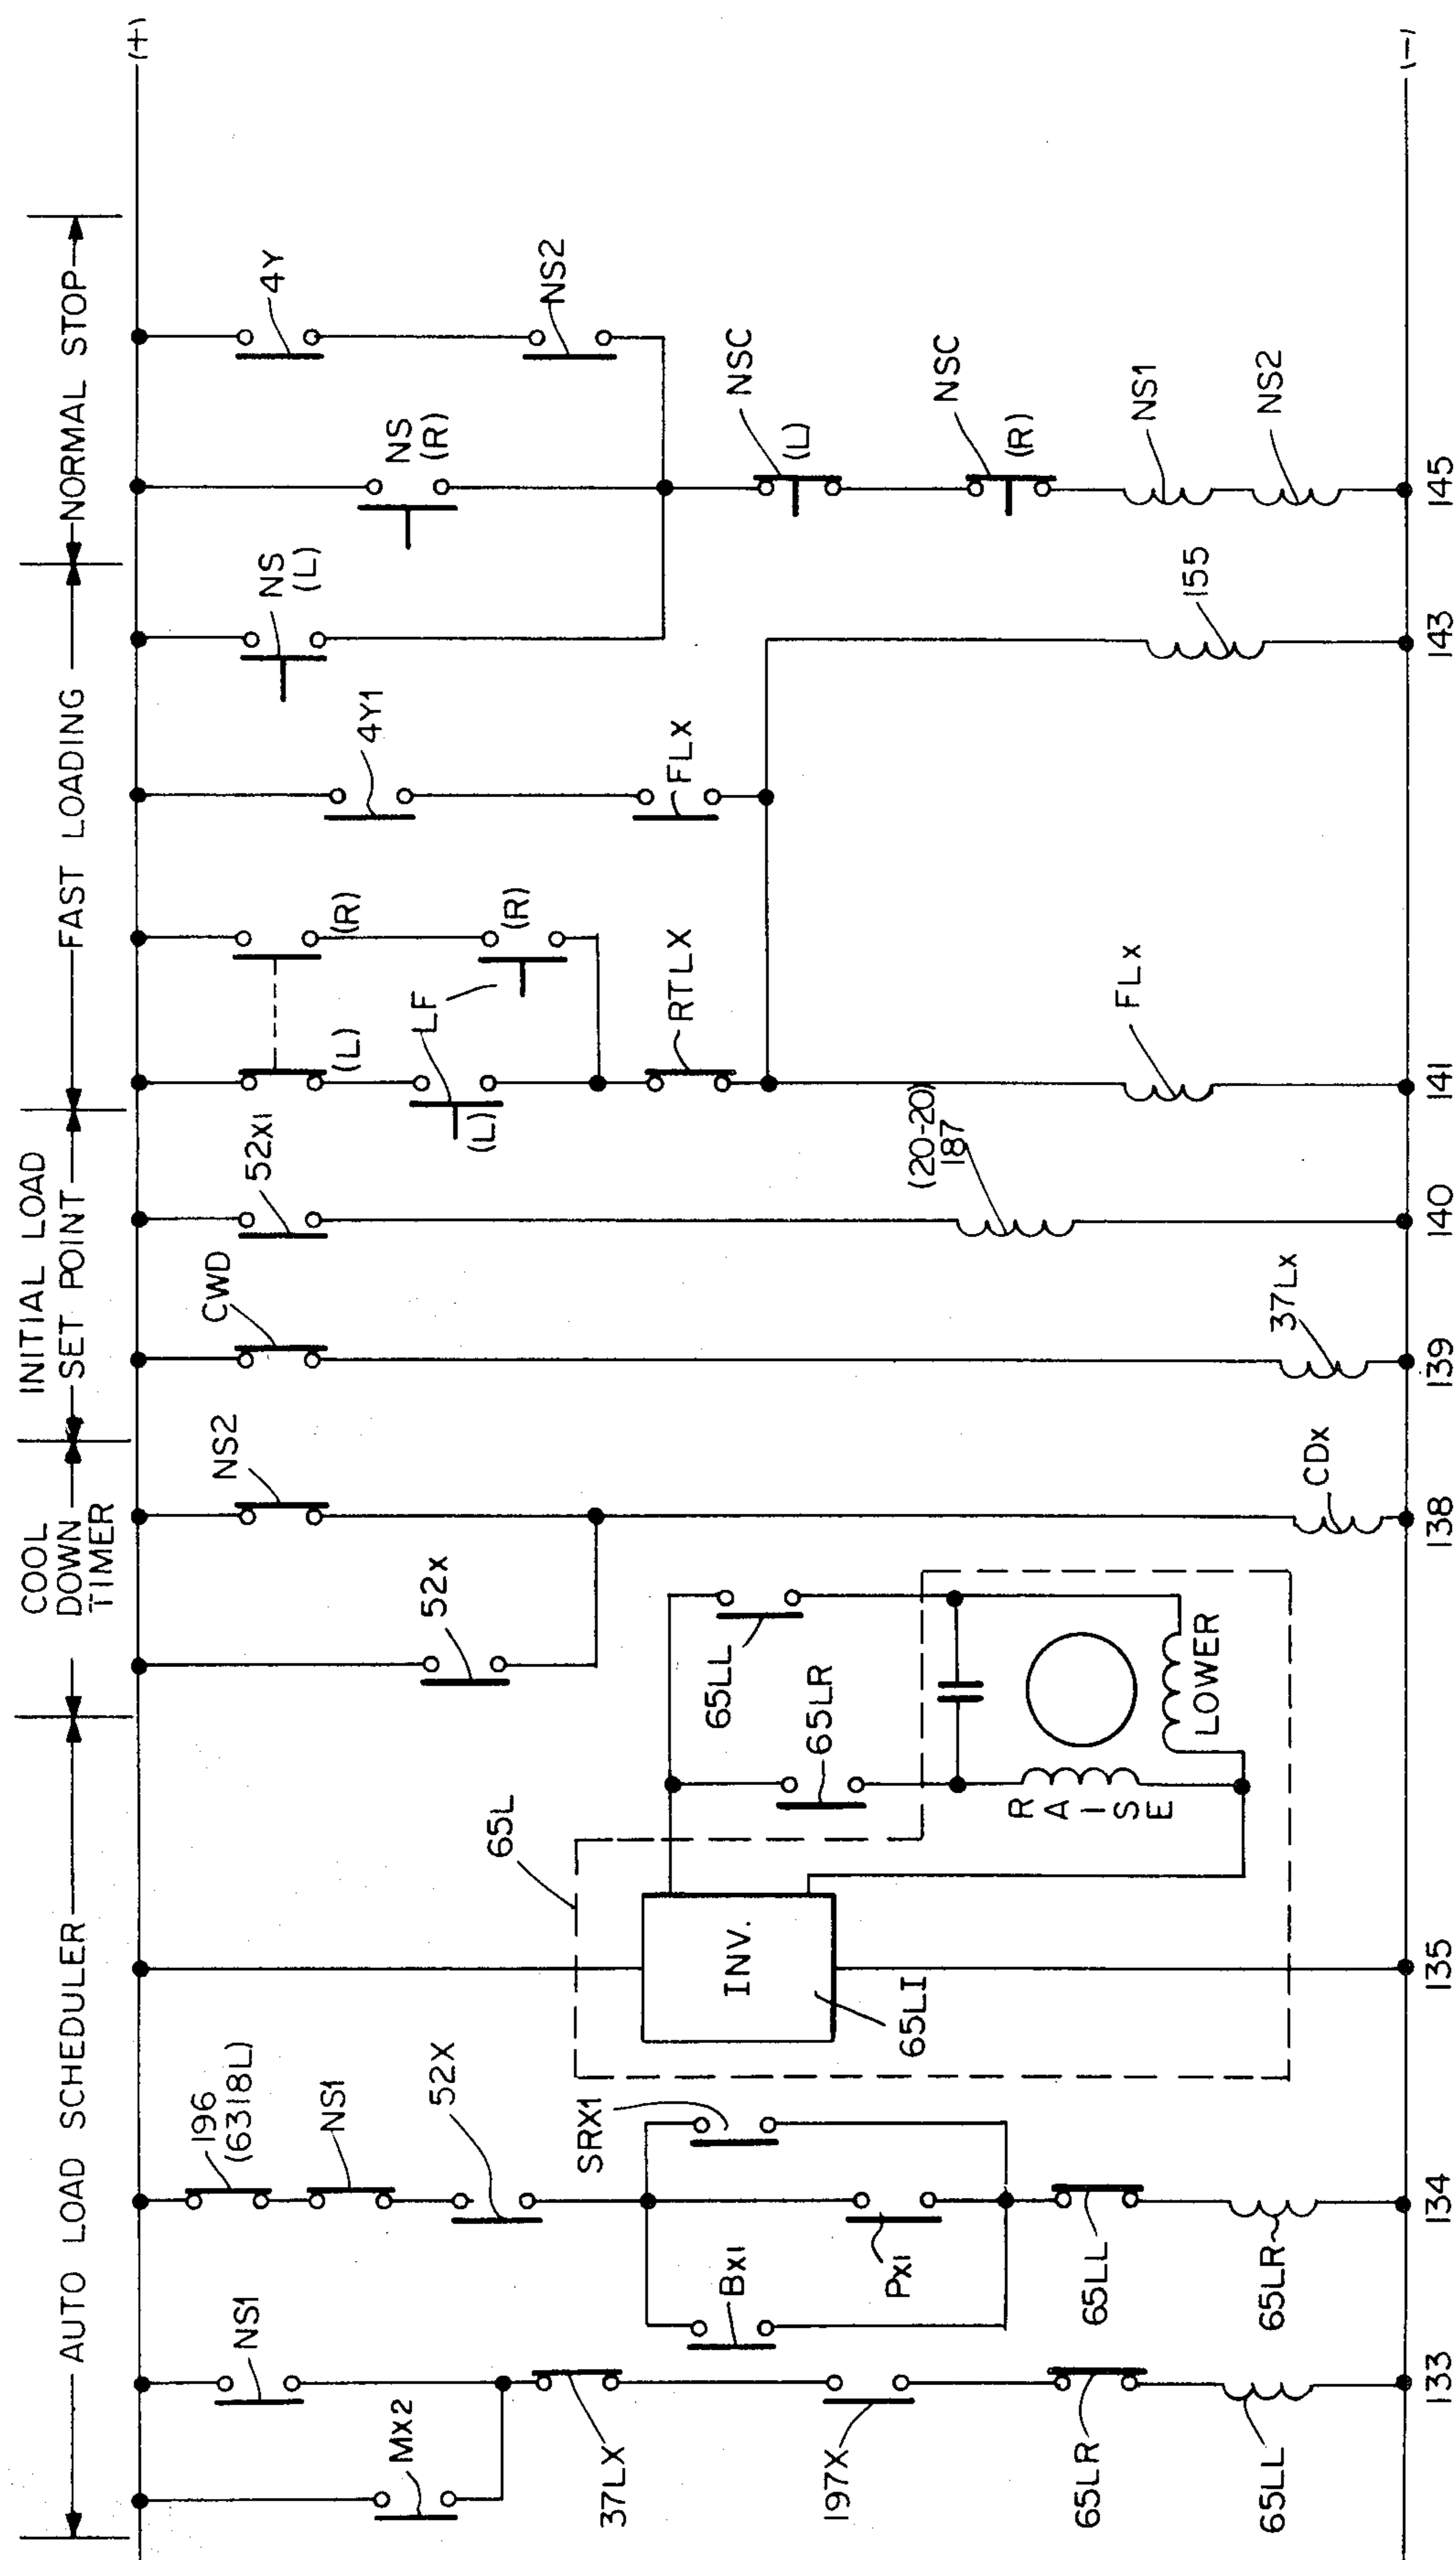 (+)
(-)
AUTO LOAD SCHEDULER
COOL
DOWN
TIMER
INITIAL LOAD
SET POINT
FAST LOADING
NORMAL STOP
Mx2
NS1
37LX
197X
65LR
65LL
133
196
(6318L)
NS1
52X
SRX1
Bx1
Px1
65LL
65LR
134
65L
INV.
65LI
65LL
65LR
RAISE
LOWER
135
52x
NS2
CDx
138
CWD
37Lx
139
52X1
(20-20)
187
140
(L)
(R)
LF
(L)
(R)
RTLX
FLx
141
4Y1
FLX
155
143
NS
(L)
NS
(R)
4Y
NS2
NSC
(L)
NSC
(R)
NS1
NS2
145